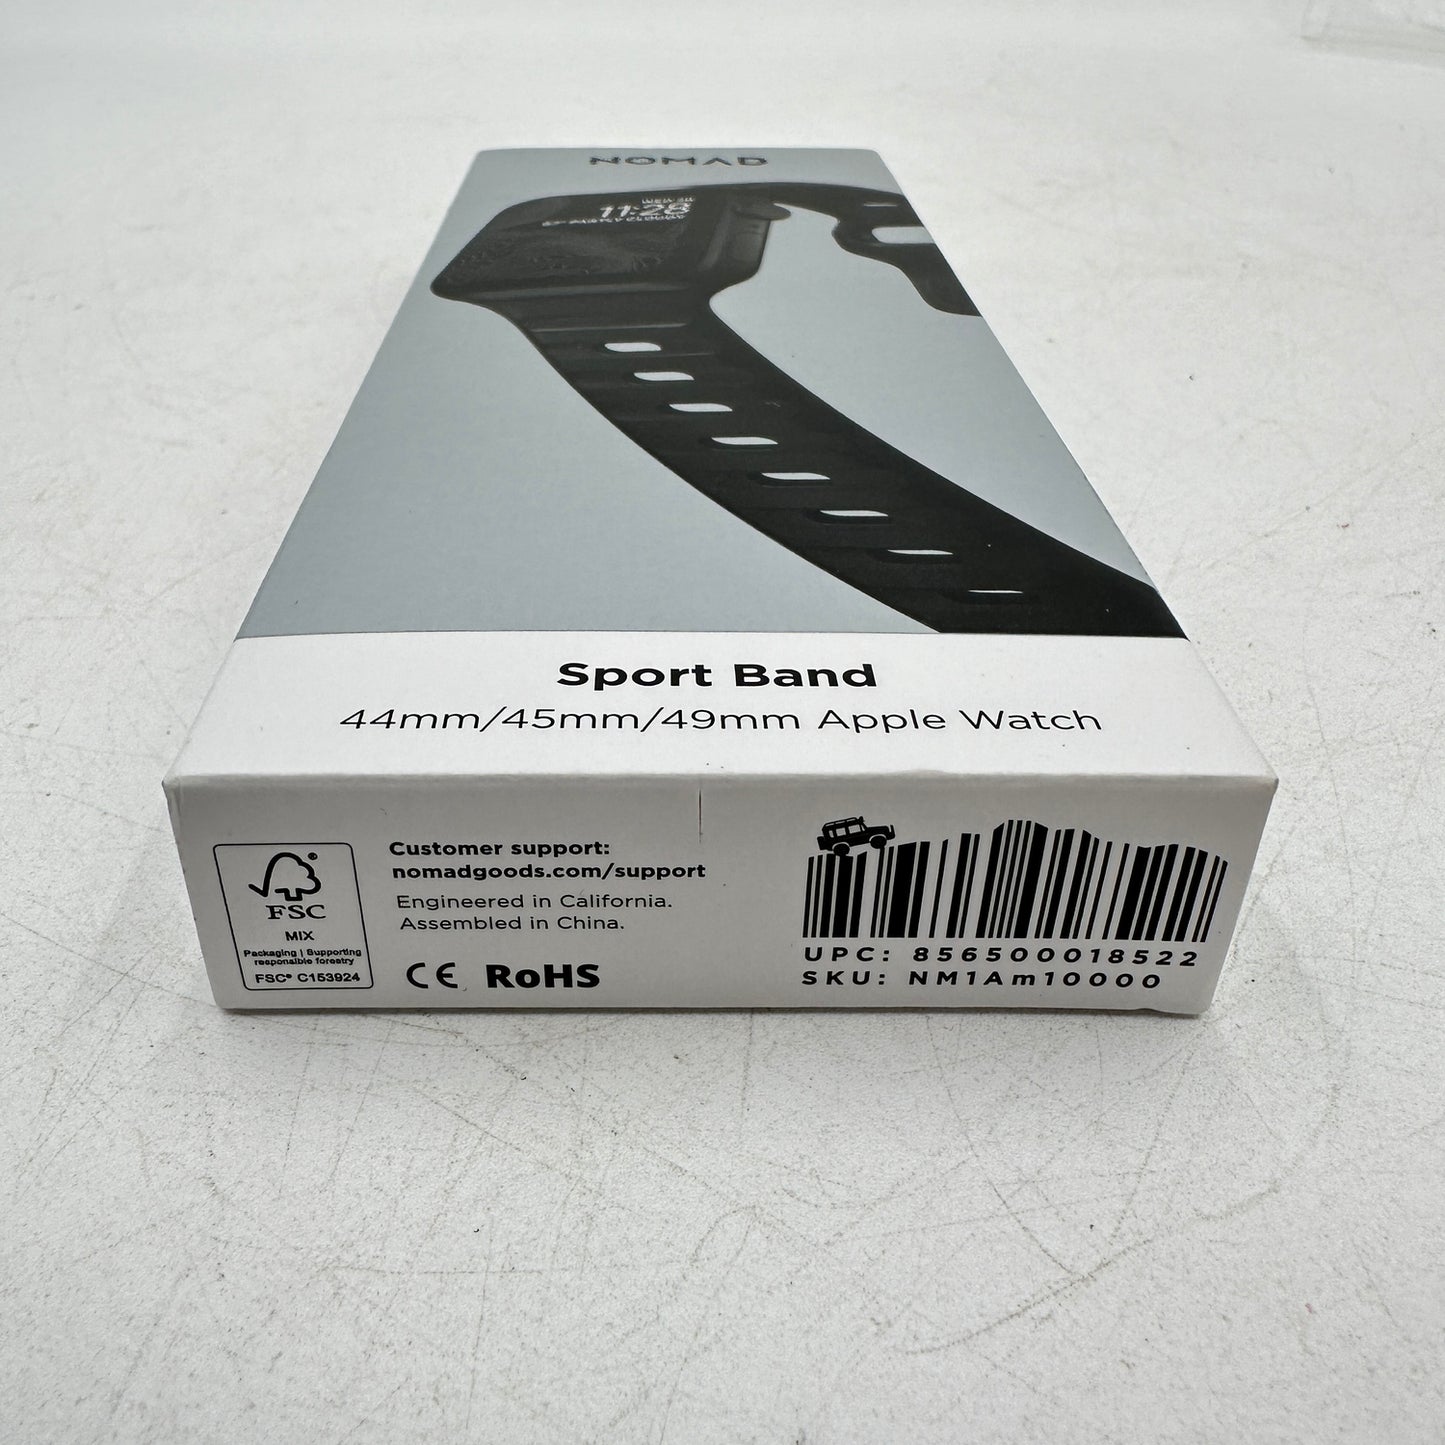 NOMAD
11:28
Sport Band
44mm/45mm/49mm Apple Watch
FSC®
MIX
Packaging | Supporting
responsible forestry
FSC® C153924
Customer support:
nomadgoods.com/support
Engineered in California.
Assembled in China.
CE RoHS
UPC: 856500018522
SKU: NM1Am10000